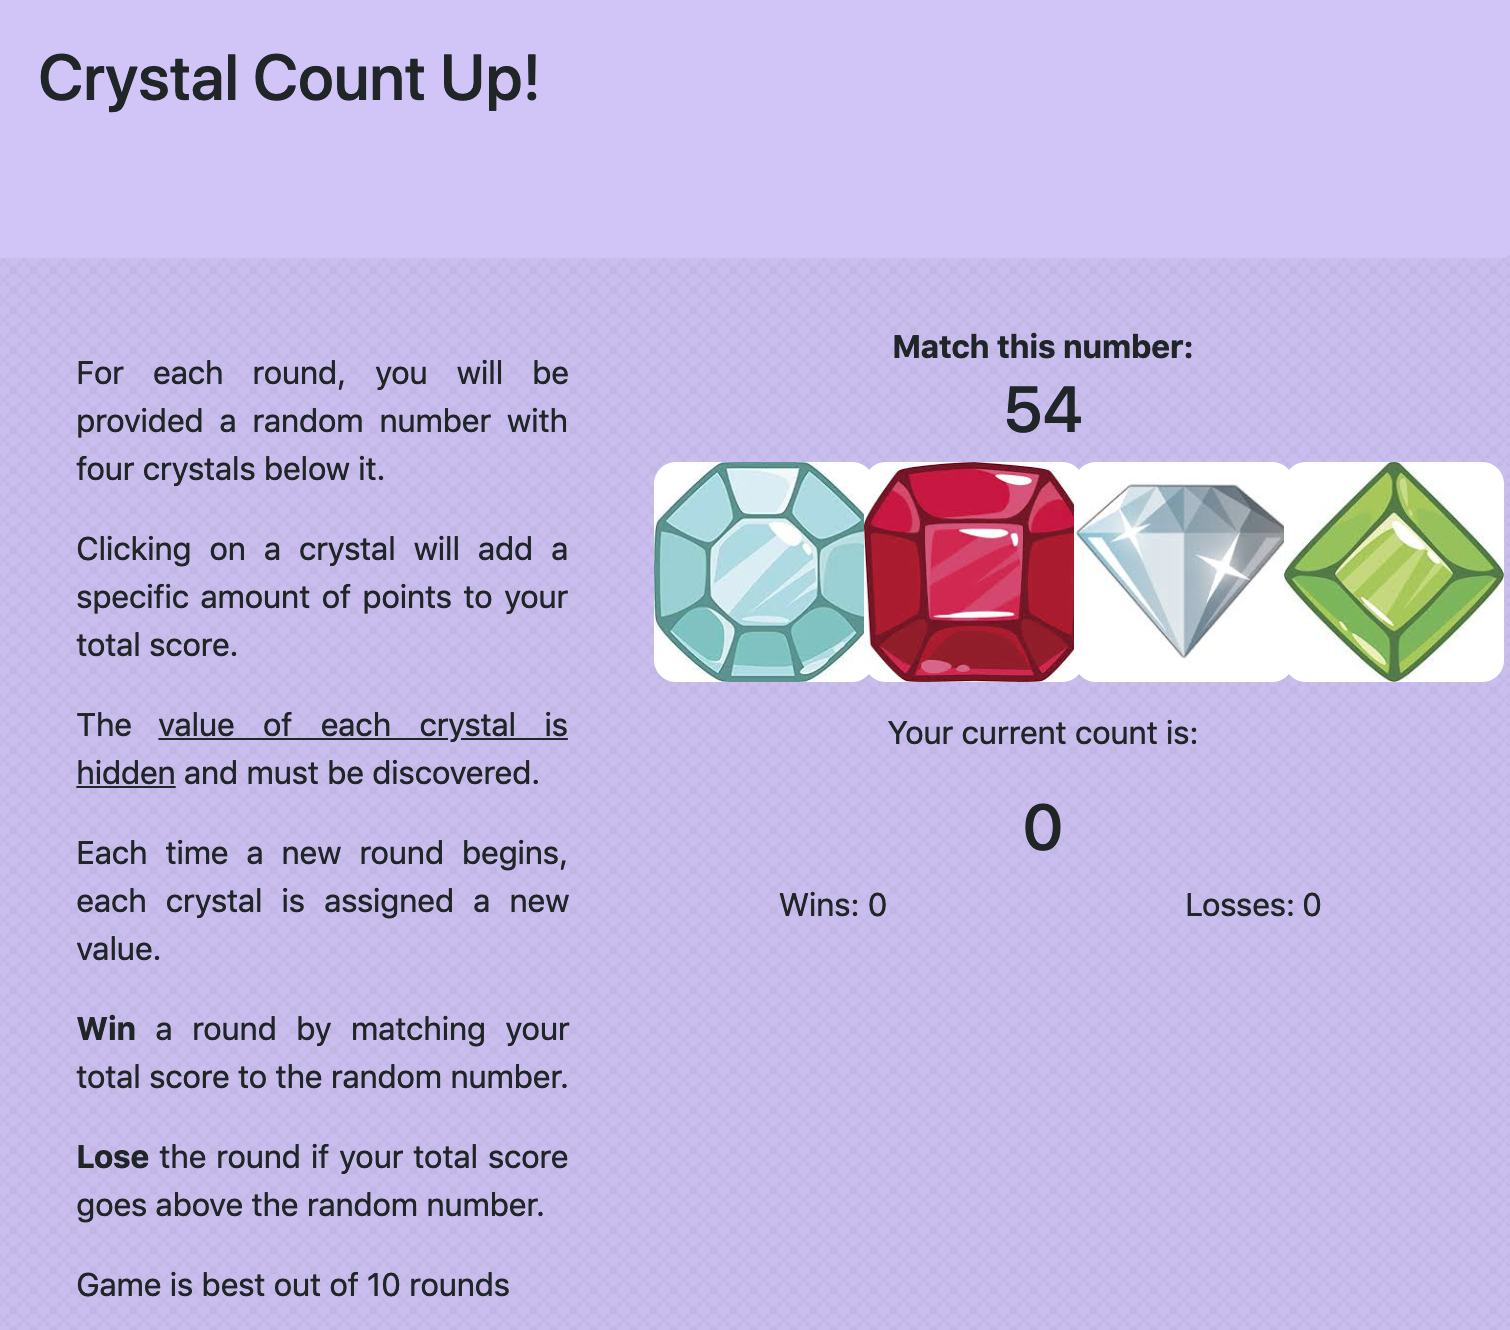 Crystal Count Up!
For each round, you will be
provided a random number with
four crystals below it.
Clicking on a crystal will add a
specific amount of points to your
total score.
The value of each crystal is
hidden and must be discovered.
Each time a new round begins,
each crystal is assigned a new
value.
Win a round by matching your
total score to the random number.
Lose the round if your total score
goes above the random number.
Game is best out of 10 rounds
Match this number:
54
Your current count is:
0
Wins: 0
Losses: 0